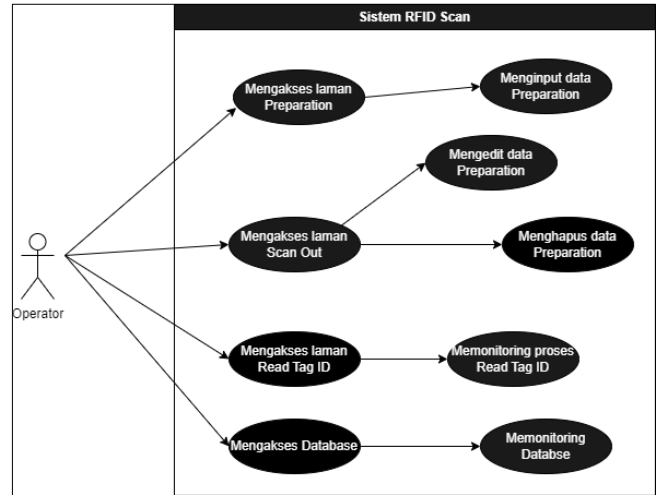 Sistem RFID Scan
Mengakses laman
Preparation
Menginput data
Preparation
Mengedit data
Preparation
Mengakses laman
Scan Out
Menghapus data
Preparation
Operator
Mengakses laman
Read Tag ID
Memonitoring proses
Read Tag ID
Mengakses Database
Memonitoring
Databse